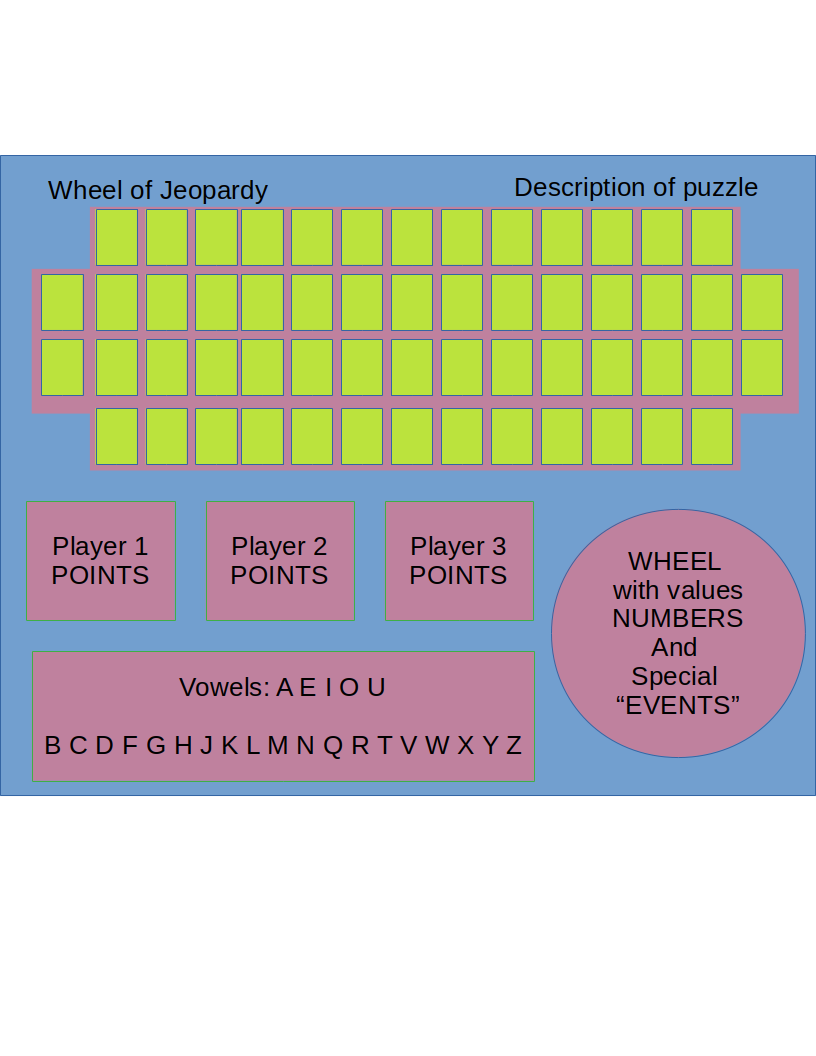 Wheel of Jeopardy
Description of puzzle
Player 1
POINTS
Player 2
POINTS
Player 3
POINTS
WHEEL
with values
NUMBERS
And
Special
“EVENTS”
Vowels: A E I O U
B C D F G H J K L M N Q R T V W X Y Z